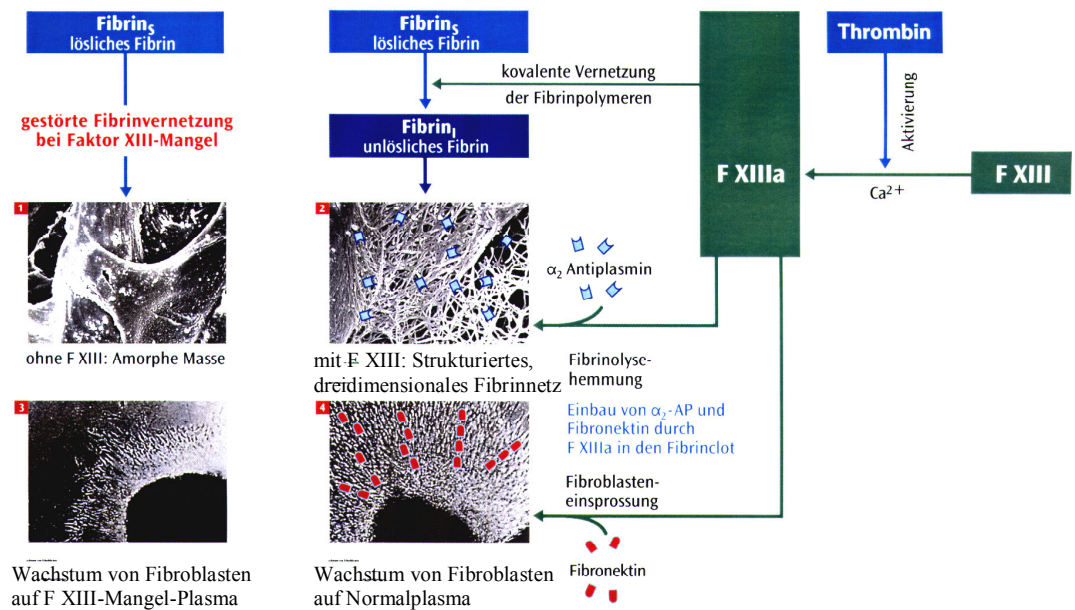 Fibrinₛ
lösliches Fibrin
gestörte Fibrinvernetzung
bei Faktor XIII-Mangel
1
ohne F XIII: Amorphe Masse
3
Wachstum von Fibroblasten
auf F XIII-Mangel-Plasma
Fibrinₛ
lösliches Fibrin
kovalente Vernetzung
der Fibrinpolymeren
Fibrin_I
unlösliches Fibrin
2
mit F XIII: Strukturiertes,
dreidimensionales Fibrinnetz
4
Wachstum von Fibroblasten
auf Normalplasma
α₂ Antiplasmin
Fibrinolyse-
hemmung
Einbau von α₂-AP und
Fibronektin durch
F XIIIa in den Fibrinclot
Fibroblasten-
einsprossung
Fibronektin
F XIIIa
Thrombin
Aktivierung
Ca²⁺
F XIII